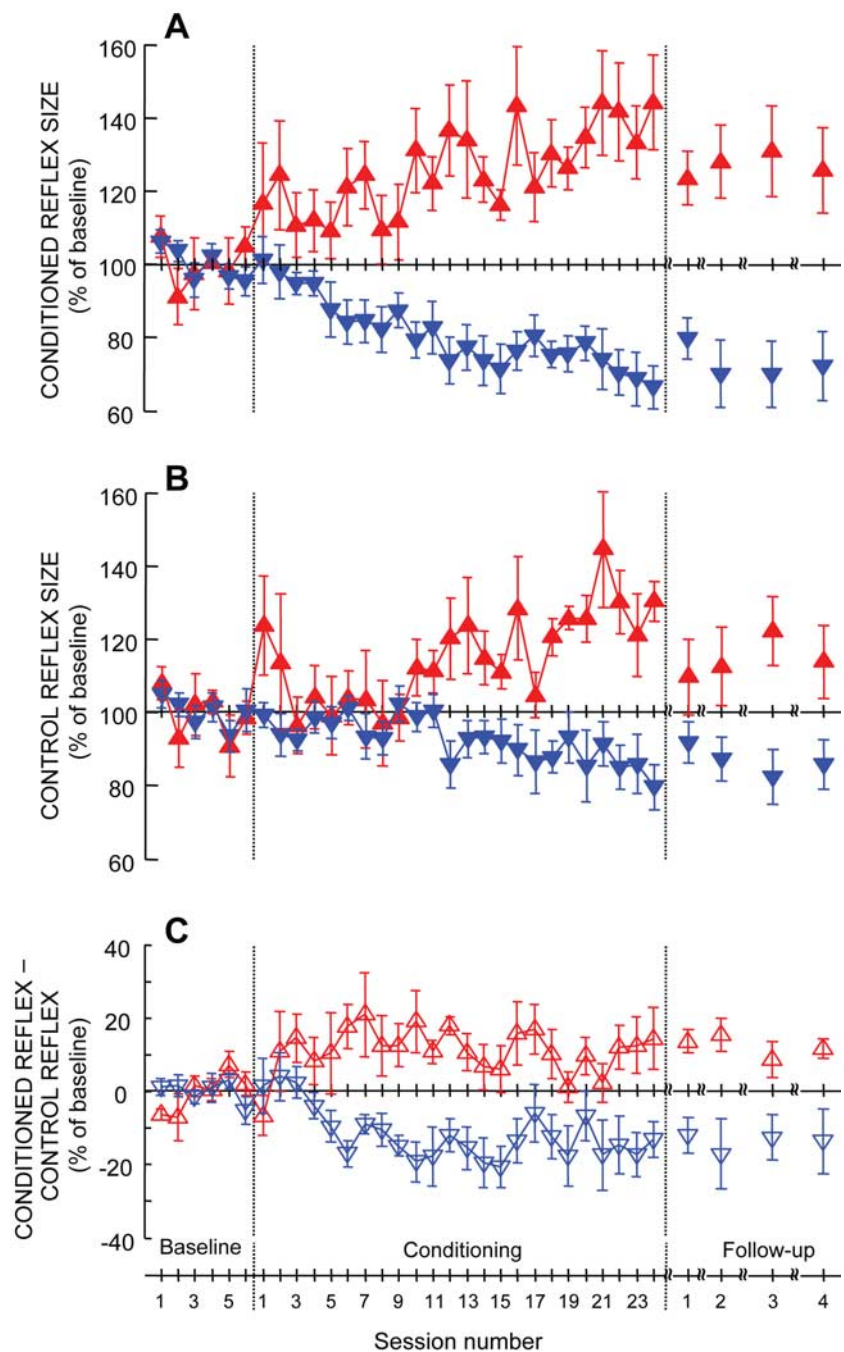 A
160
140
120
100
80
60
CONDITIONED REFLEX SIZE
(% of baseline)
B
160
140
120
100
80
60
CONTROL REFLEX SIZE
(% of baseline)
C
40
20
0
-20
-40
CONDITIONED REFLEX –
CONTROL REFLEX
(% of baseline)
Baseline Conditioning Follow-up
1 3 5 1 3 5 7 9 11 13 15 17 19 21 23 1 2 3 4
Session number